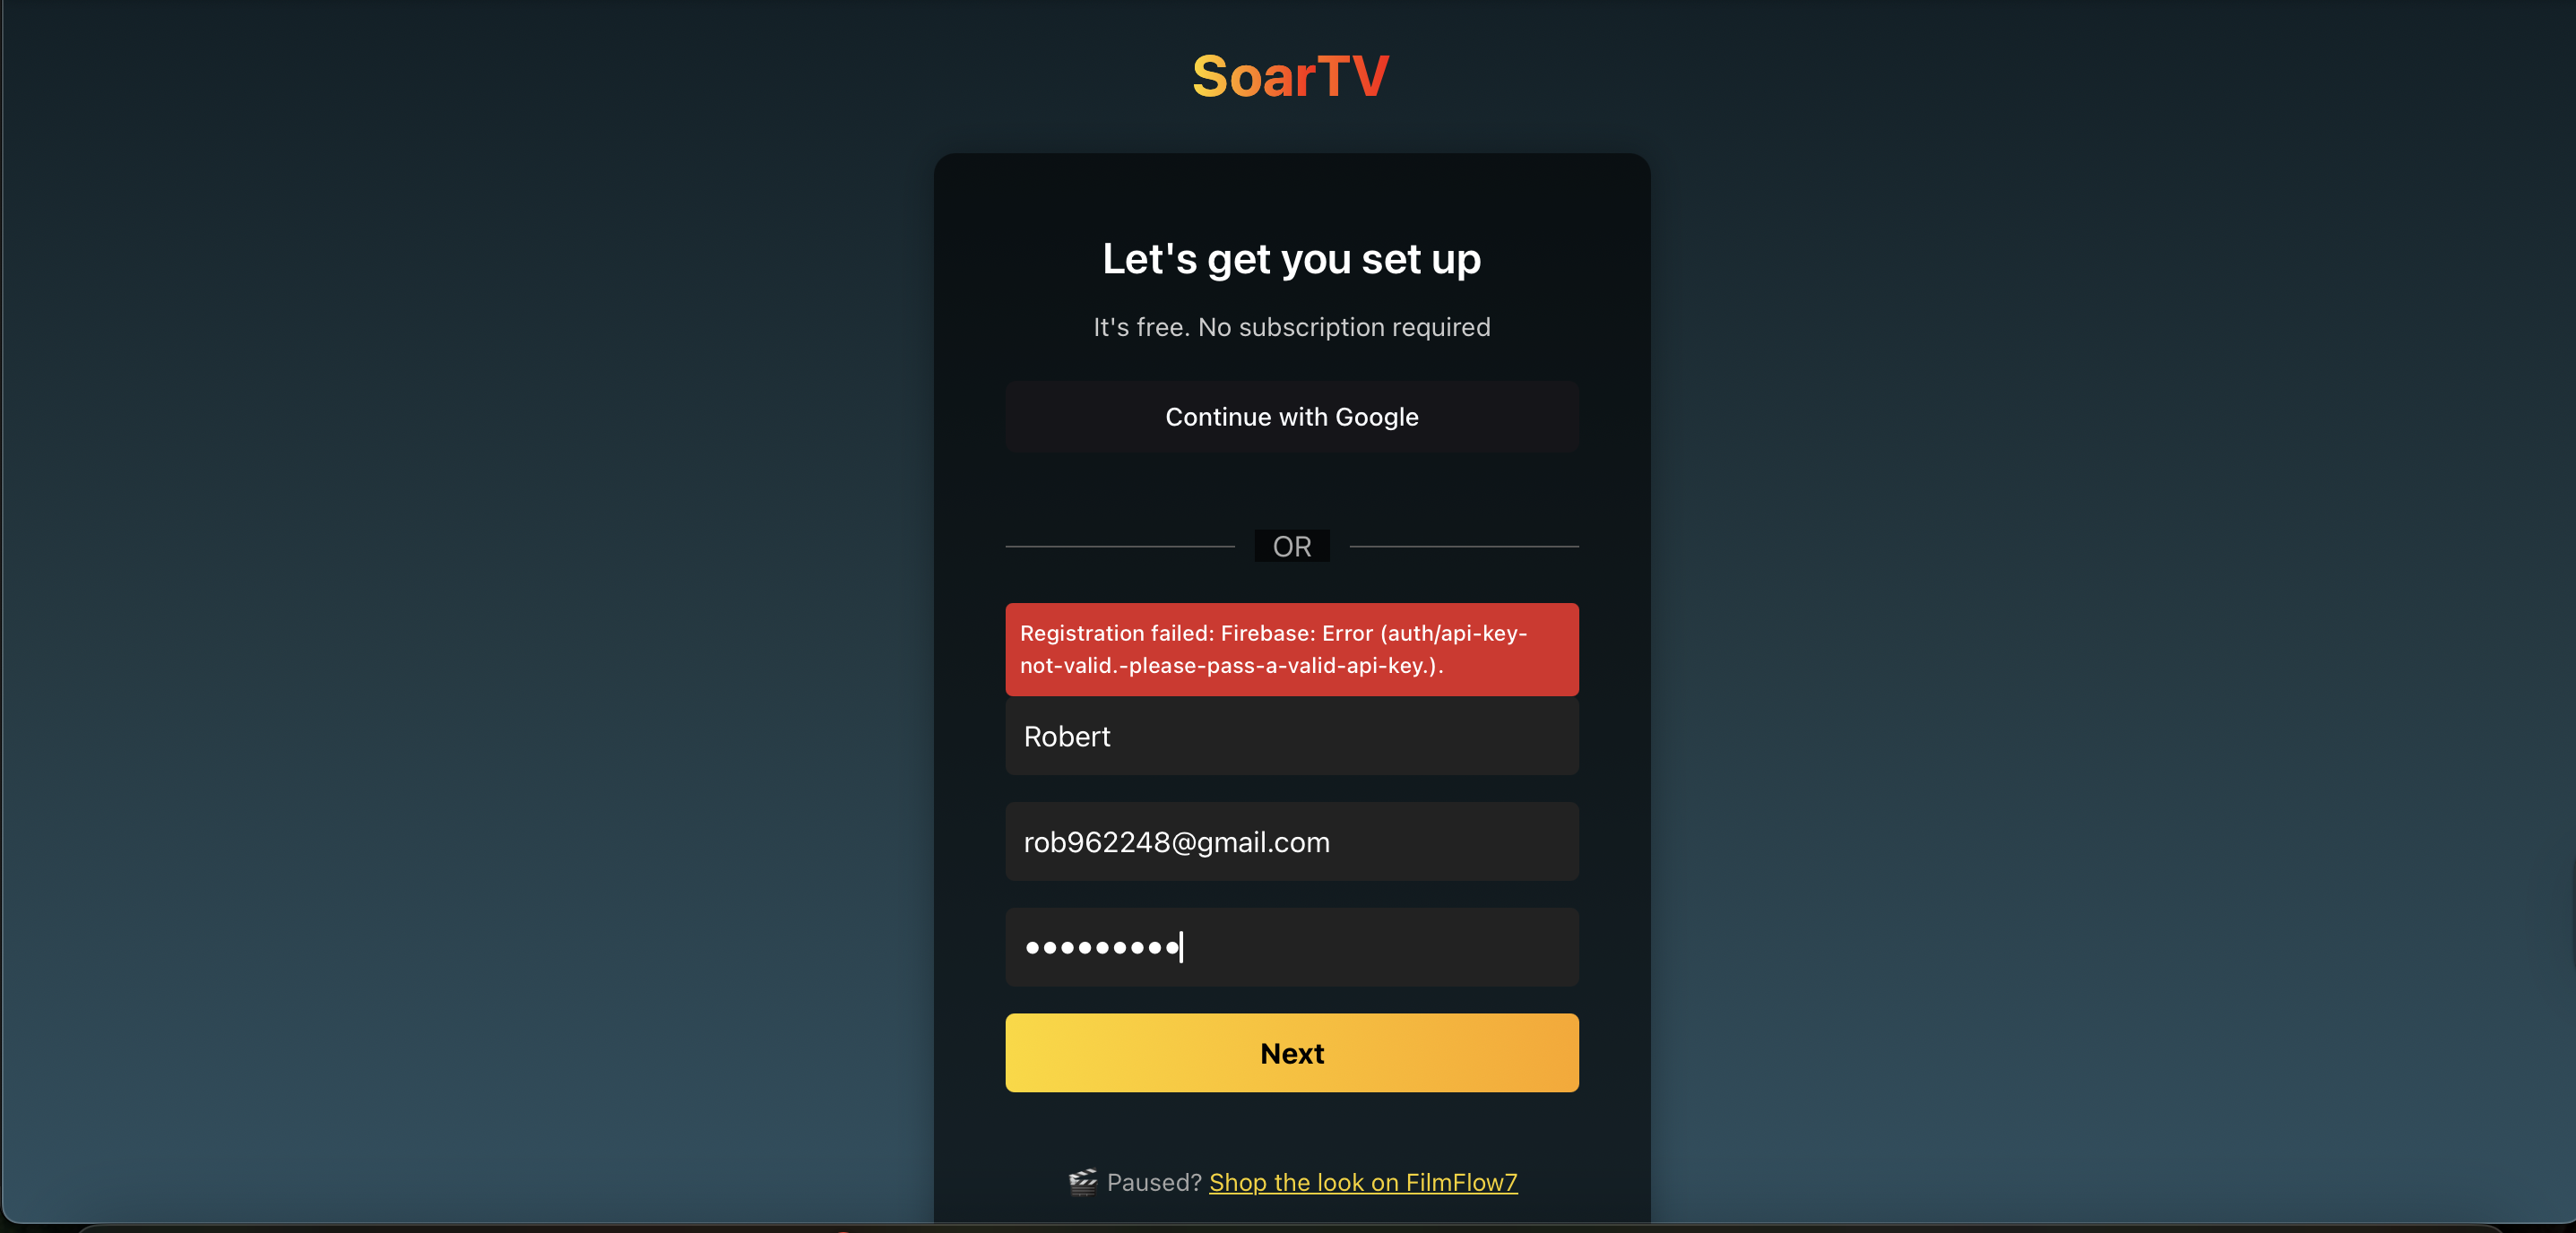 SoarTV
Let's get you set up
It's free. No subscription required
Continue with Google
OR
Registration failed: Firebase: Error (auth/api-key-
not-valid.-please-pass-a-valid-api-key.).
Robert
rob962248@gmail.com
•••••••••
Next
🎬 Paused? Shop the look on FilmFlow7